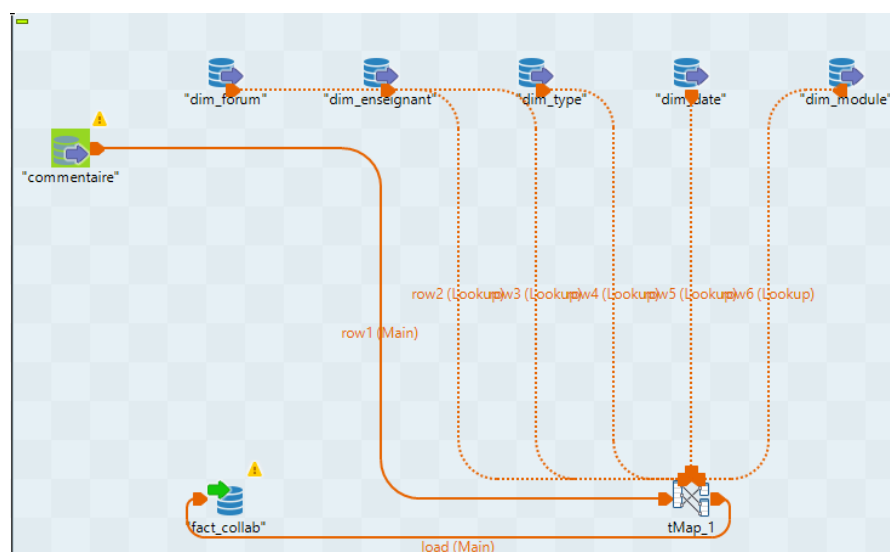 "dim_forum"
"dim_enseignant"
"dim_type"
"dim_date"
"dim_module"
"commentaire"
row2 (Lookup)
row3 (Lookup)
row4 (Lookup)
row5 (Lookup)
row6 (Lookup)
row1 (Main)
"fact_collab"
tMap_1
load (Main)